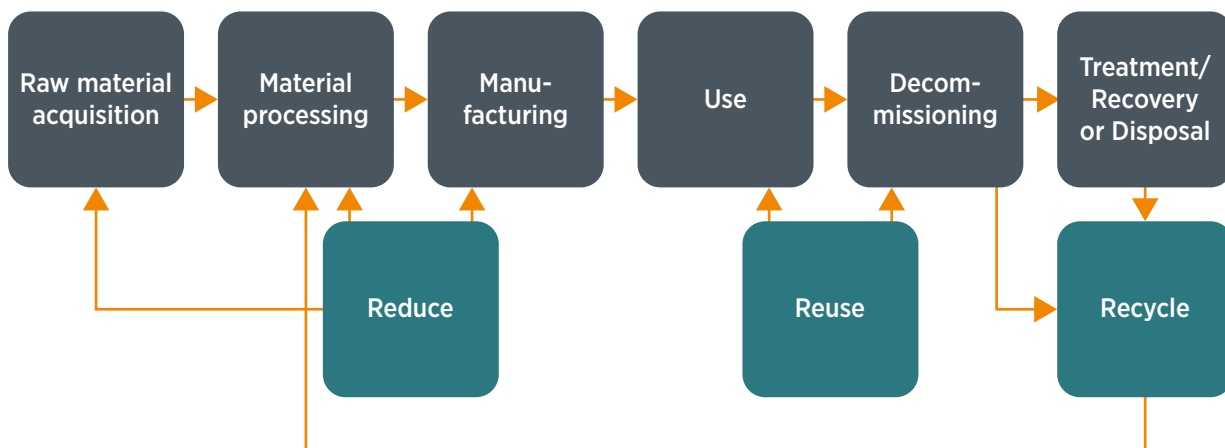 Raw material
acquisition
Material
processing
Manu-
facturing
Use
Decom-
missioning
Treatment/
Recovery
or Disposal
Reduce
Reuse
Recycle